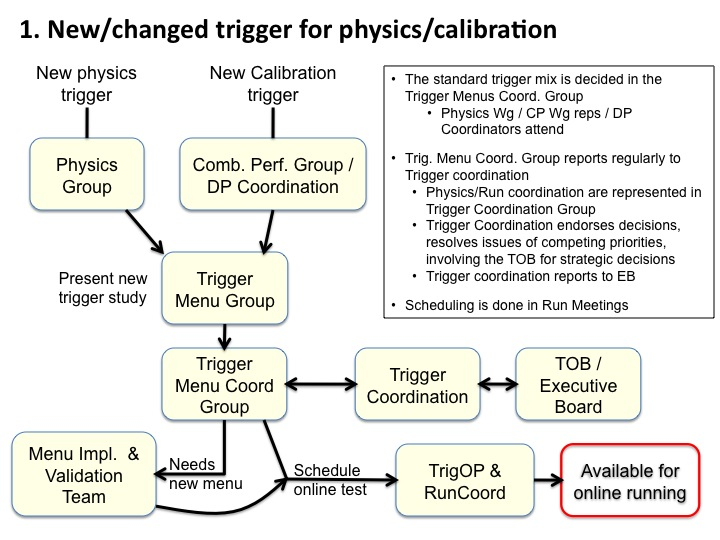 1. New/changed trigger for physics/calibration
New physics
trigger
New Calibration
trigger
Physics
Group
Comb. Perf. Group /
DP Coordination
• The standard trigger mix is decided in the
Trigger Menus Coord. Group
• Physics Wg / CP Wg reps / DP
Coordinators attend
• Trig. Menu Coord. Group reports regularly to
Trigger coordination
• Physics/Run coordination are represented in
Trigger Coordination Group
• Trigger Coordination endorses decisions,
resolves issues of competing priorities,
involving the TOB for strategic decisions
• Trigger coordination reports to EB
• Scheduling is done in Run Meetings
Present new
trigger study
Trigger
Menu Group
Trigger
Menu Coord
Group
Trigger
Coordination
TOB /
Executive
Board
Menu Impl. &
Validation
Team
Needs
new menu
Schedule
online test
TrigOP &
RunCoord
Available for
online running